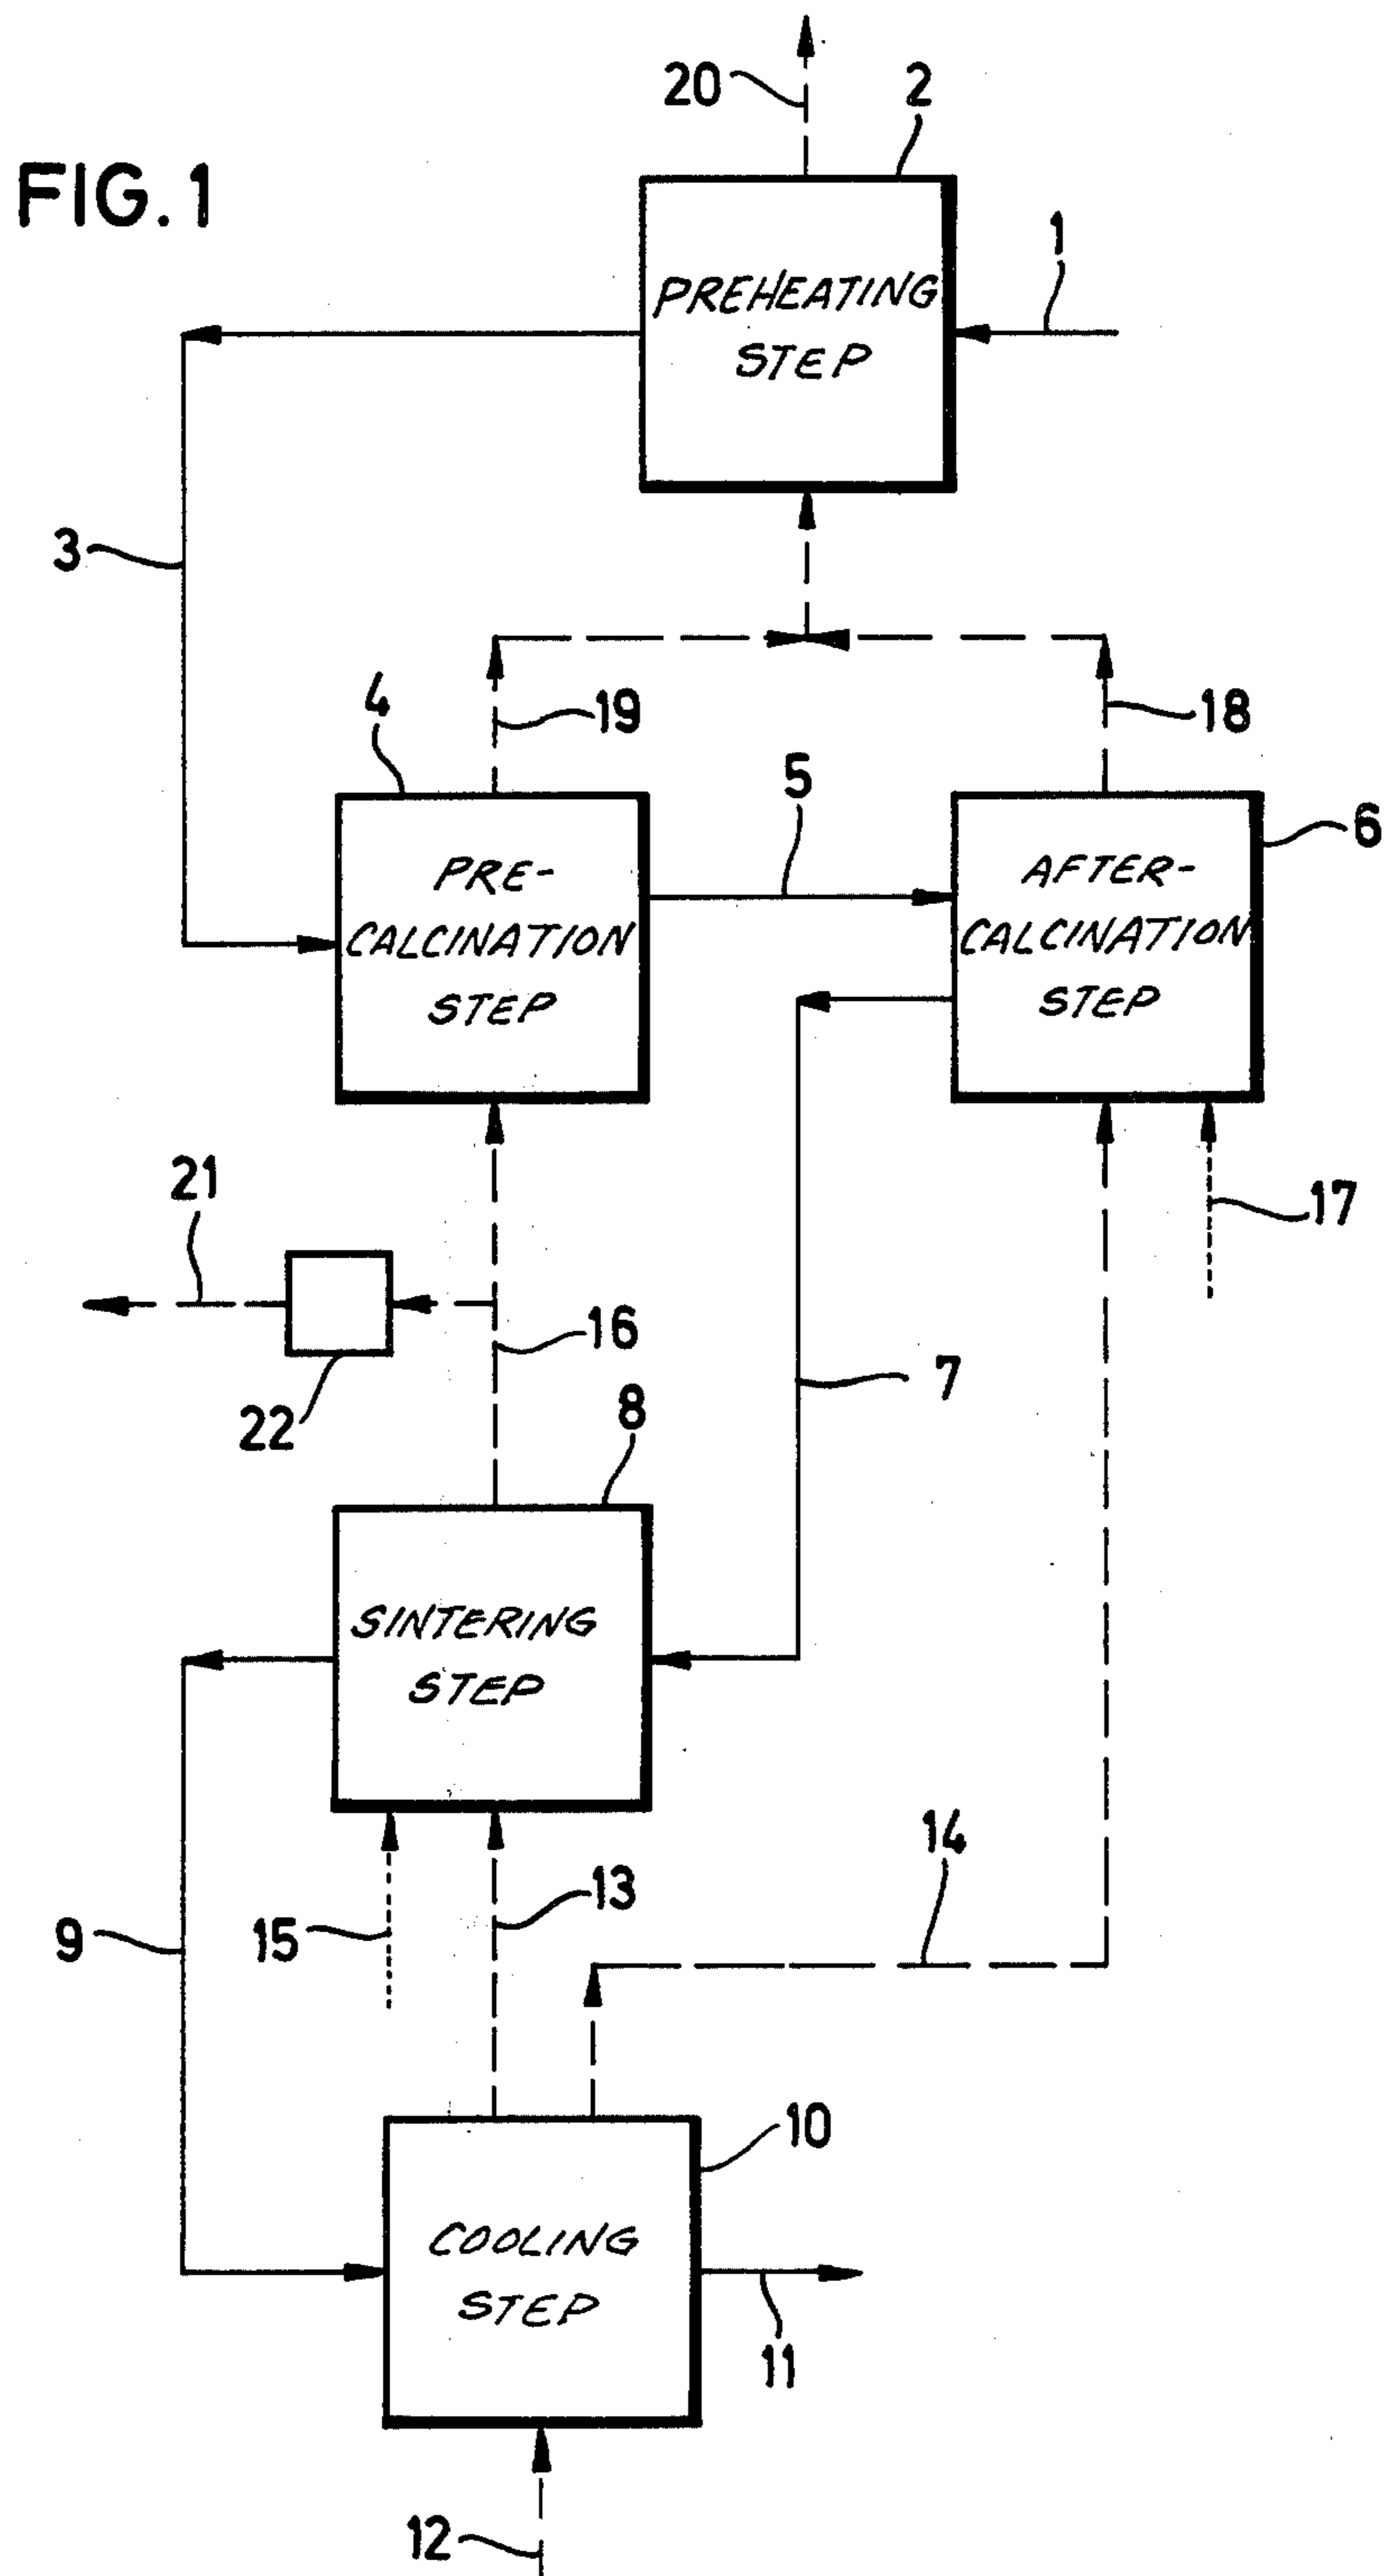 20
2
FIG. 1
1
PREHEATING
STEP
3
4
19
18
5
6
PRE-
CALCINATION
STEP
AFTER-
CALCINATION
STEP
21
17
16
22
7
8
SINTERING
STEP
14
13
9
15
10
COOLING
STEP
11
12